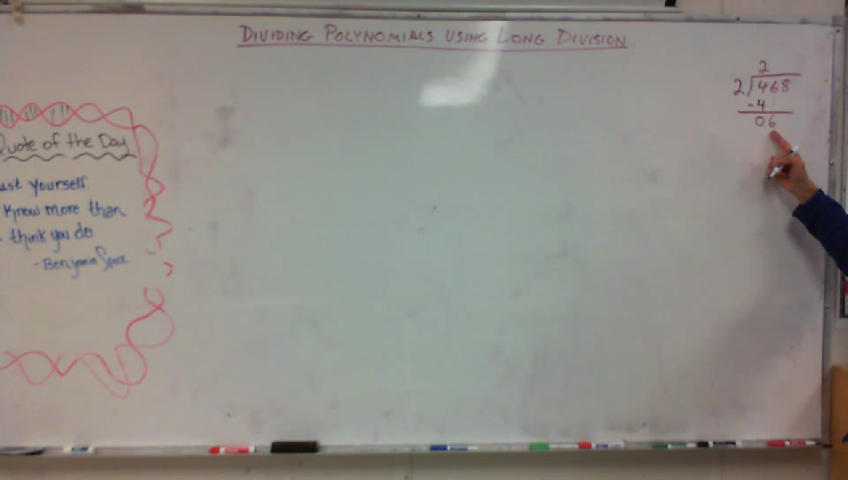 DIVIDING POLYNOMIALS USING LONG DIVISION
Quote of the Day
ust yourself
Know more than
think you do
-Benjamin
2
2 468
-4
06